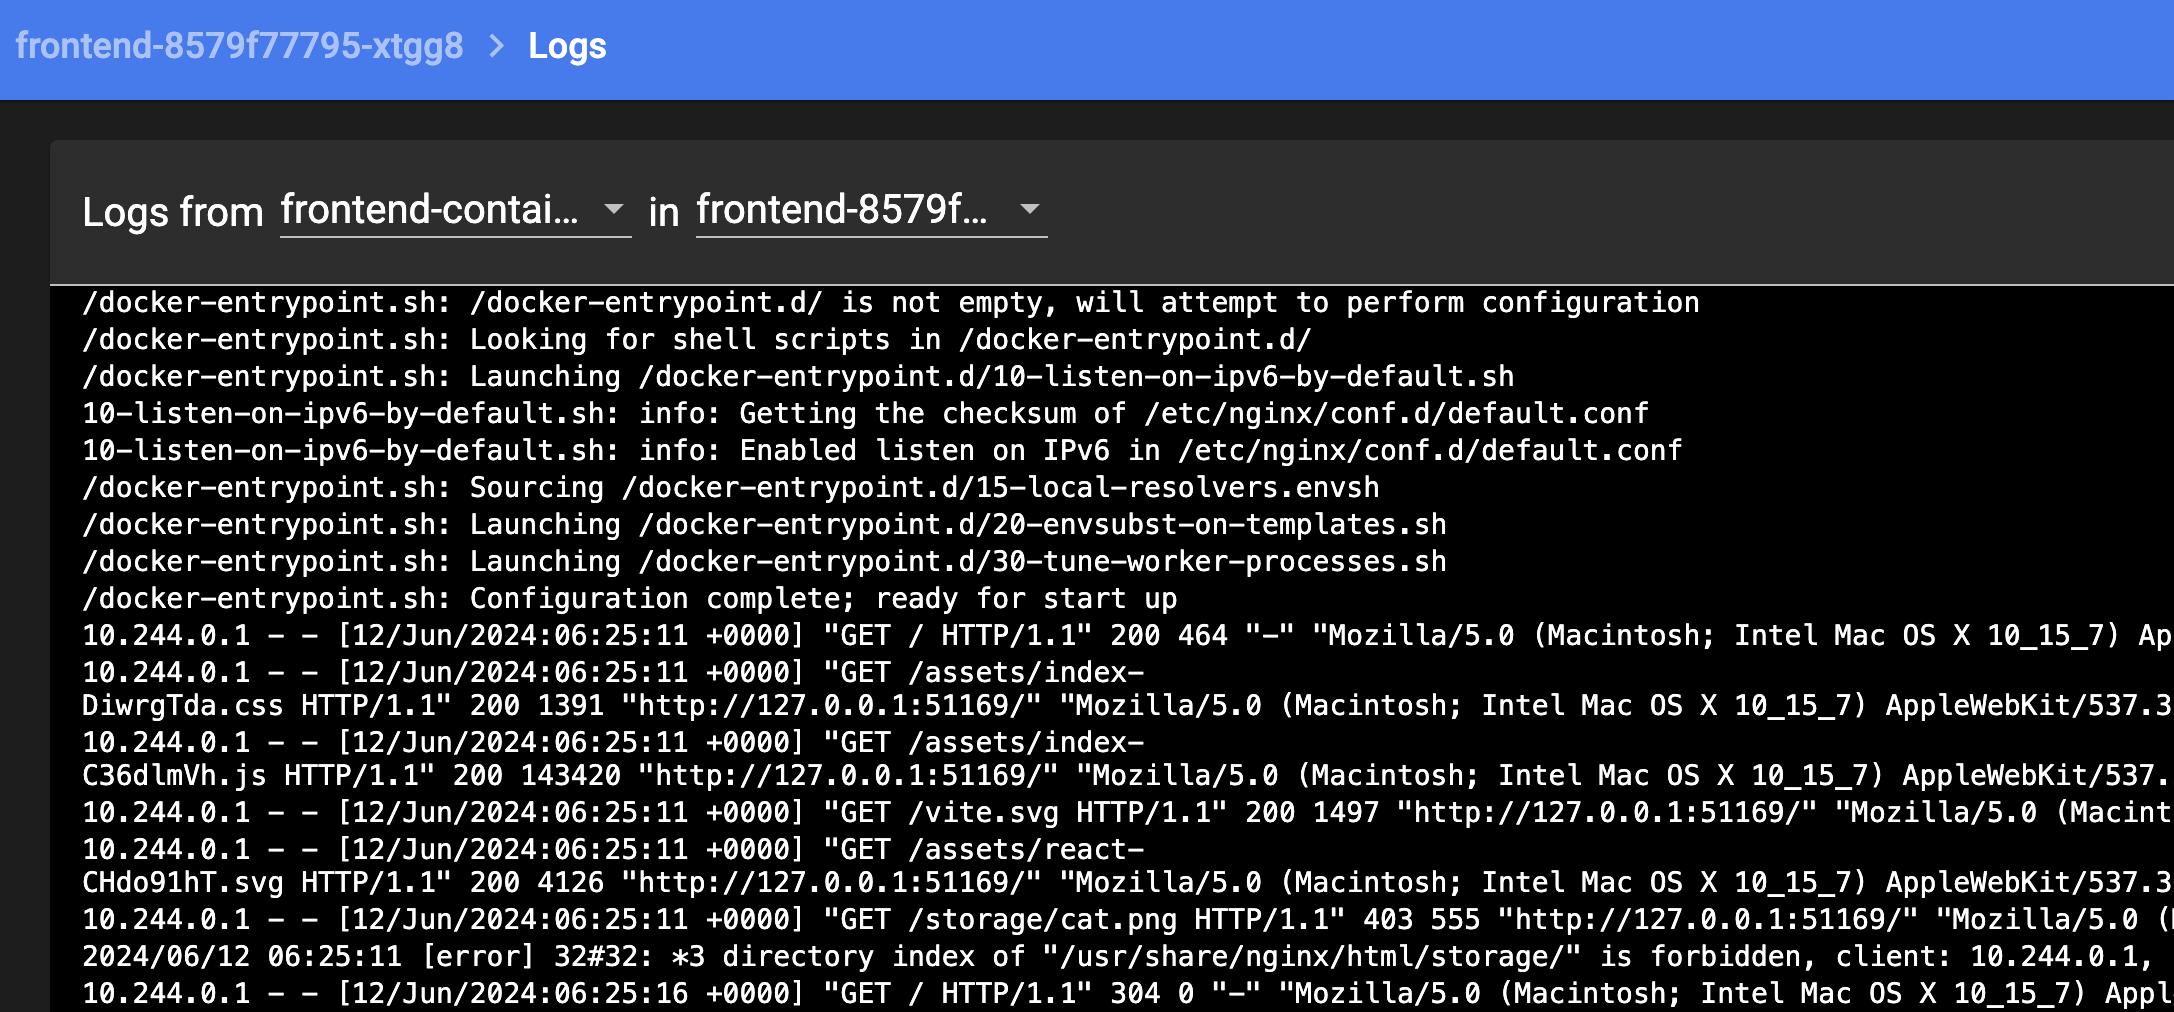 frontend-8579f77795-xtgg8 > Logs
Logs from frontend-contai... in frontend-8579f...
/docker-entrypoint.sh: /docker-entrypoint.d/ is not empty, will attempt to perform configuration
/docker-entrypoint.sh: Looking for shell scripts in /docker-entrypoint.d/
/docker-entrypoint.sh: Launching /docker-entrypoint.d/10-listen-on-ipv6-by-default.sh
10-listen-on-ipv6-by-default.sh: info: Getting the checksum of /etc/nginx/conf.d/default.conf
10-listen-on-ipv6-by-default.sh: info: Enabled listen on IPv6 in /etc/nginx/conf.d/default.conf
/docker-entrypoint.sh: Sourcing /docker-entrypoint.d/15-local-resolvers.envsh
/docker-entrypoint.sh: Launching /docker-entrypoint.d/20-envsubst-on-templates.sh
/docker-entrypoint.sh: Launching /docker-entrypoint.d/30-tune-worker-processes.sh
/docker-entrypoint.sh: Configuration complete; ready for start up
10.244.0.1 - - [12/Jun/2024:06:25:11 +0000] "GET / HTTP/1.1" 200 464 "-" "Mozilla/5.0 (Macintosh; Intel Mac OS X 10_15_7) Ap
10.244.0.1 - - [12/Jun/2024:06:25:11 +0000] "GET /assets/index-
DiwrgTda.css HTTP/1.1" 200 1391 "http://127.0.0.1:51169/" "Mozilla/5.0 (Macintosh; Intel Mac OS X 10_15_7) AppleWebKit/537.3
10.244.0.1 - - [12/Jun/2024:06:25:11 +0000] "GET /assets/index-
C36dlmVh.js HTTP/1.1" 200 143420 "http://127.0.0.1:51169/" "Mozilla/5.0 (Macintosh; Intel Mac OS X 10_15_7) AppleWebKit/537.
10.244.0.1 - - [12/Jun/2024:06:25:11 +0000] "GET /vite.svg HTTP/1.1" 200 1497 "http://127.0.0.1:51169/" "Mozilla/5.0 (Macint
10.244.0.1 - - [12/Jun/2024:06:25:11 +0000] "GET /assets/react-
CHdo91hT.svg HTTP/1.1" 200 4126 "http://127.0.0.1:51169/" "Mozilla/5.0 (Macintosh; Intel Mac OS X 10_15_7) AppleWebKit/537.3
10.244.0.1 - - [12/Jun/2024:06:25:11 +0000] "GET /storage/cat.png HTTP/1.1" 403 555 "http://127.0.0.1:51169/" "Mozilla/5.0 (
2024/06/12 06:25:11 [error] 32#32: *3 directory index of "/usr/share/nginx/html/storage/" is forbidden, client: 10.244.0.1,
10.244.0.1 - - [12/Jun/2024:06:25:16 +0000] "GET / HTTP/1.1" 304 0 "-" "Mozilla/5.0 (Macintosh; Intel Mac OS X 10_15_7) Appl